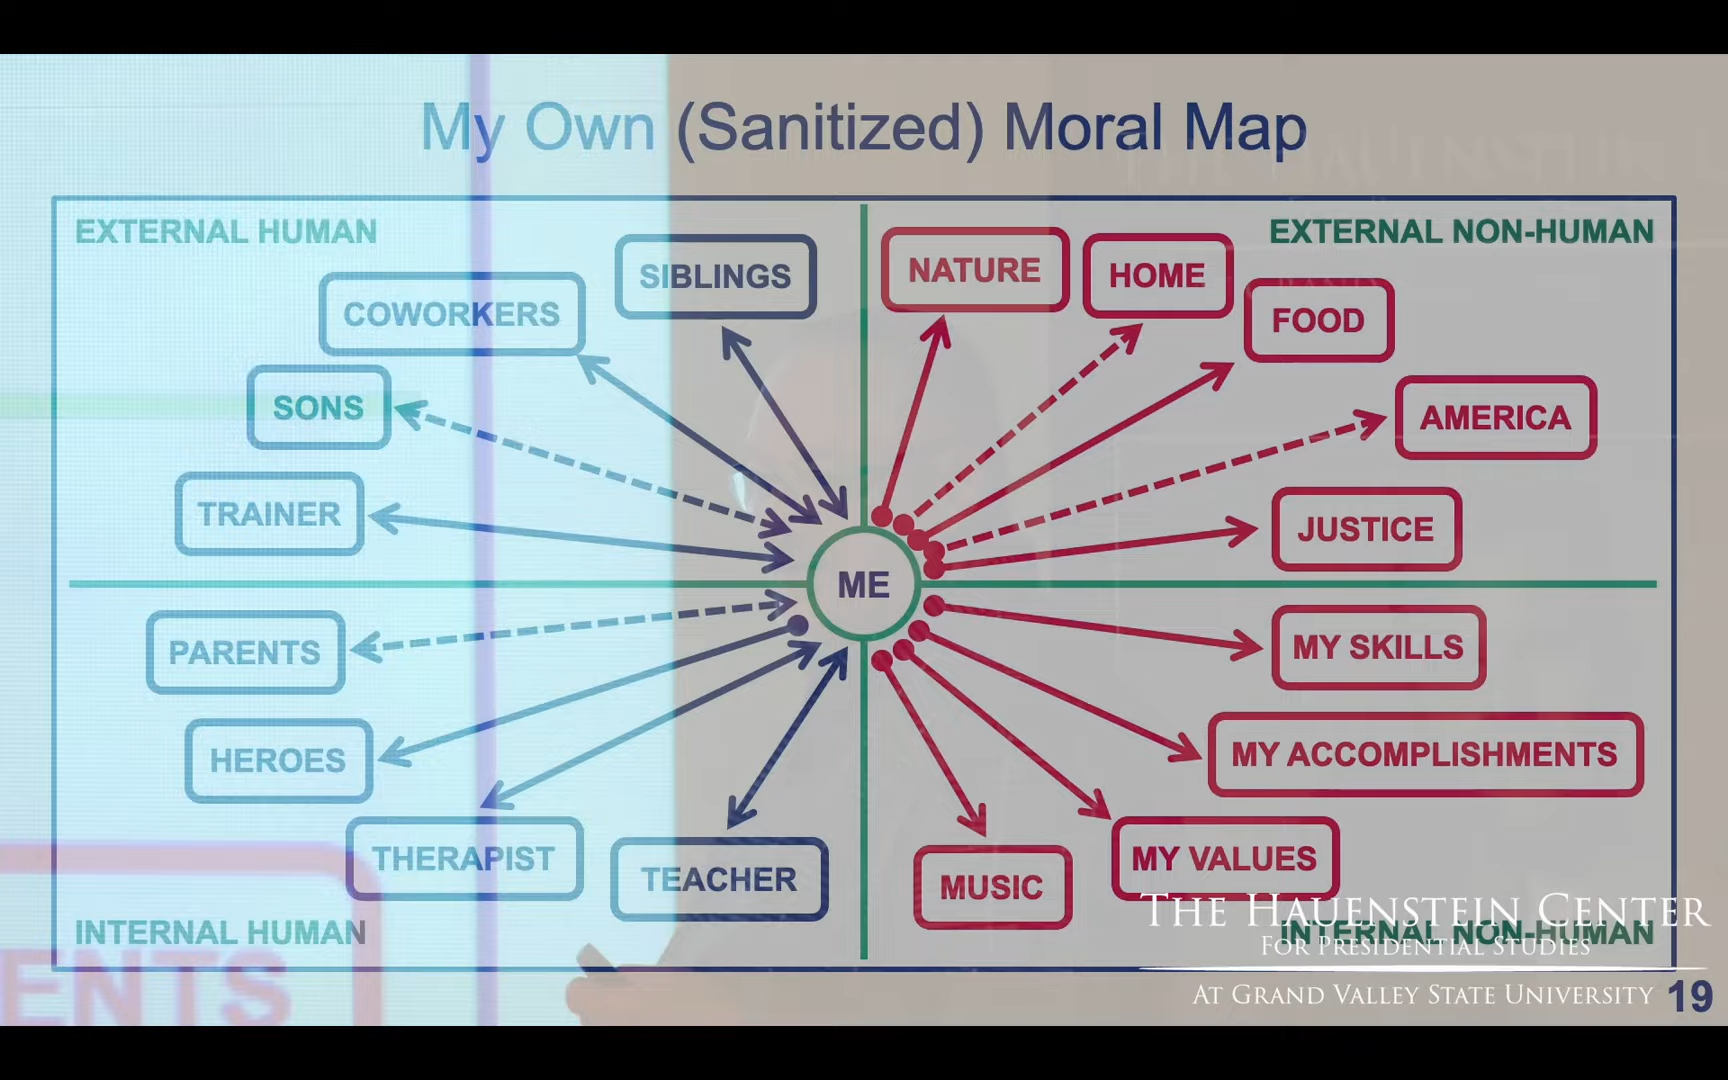 My Own (Sanitized) Moral Map
EXTERNAL HUMAN
EXTERNAL NON-HUMAN
SIBLINGS
COWORKERS
SONS
TRAINER
NATURE
HOME
FOOD
AMERICA
JUSTICE
ME
PARENTS
HEROES
THERAPIST
TEACHER
MY SKILLS
MY ACCOMPLISHMENTS
MY VALUES
MUSIC
INTERNAL HUMAN
INTERNAL NON-HUMAN
ENTS
THE HAUENSTEIN CENTER
FOR PRESIDENTIAL STUDIES
AT GRAND VALLEY STATE UNIVERSITY
19